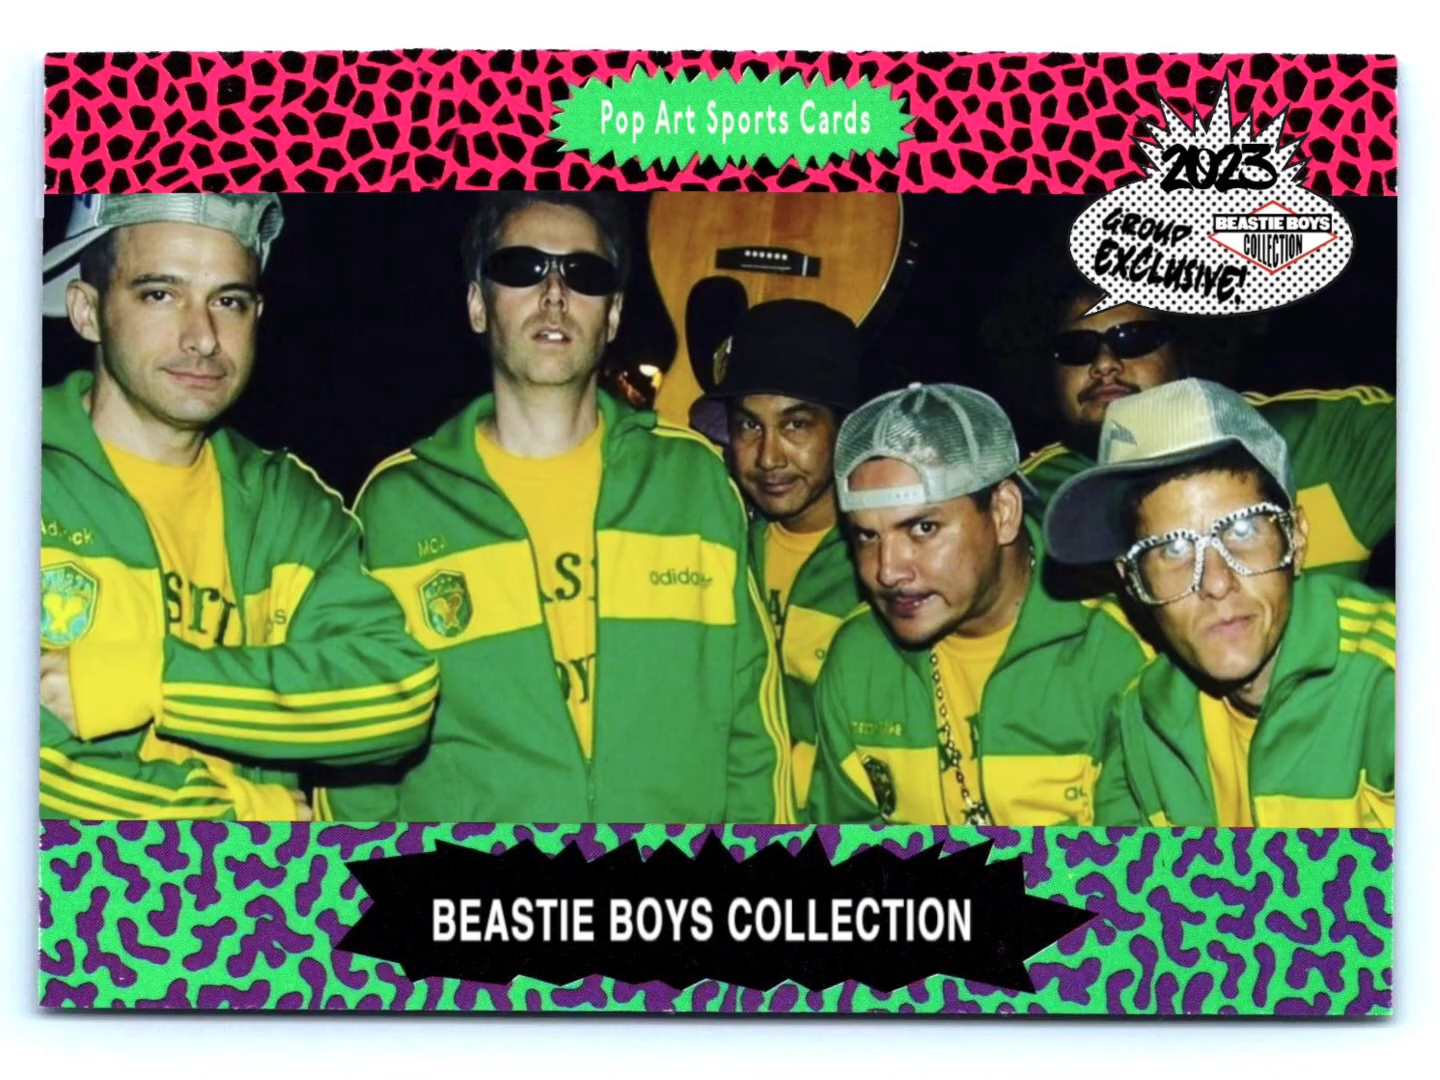 Pop Art Sports Cards
2023
GROUP
EXCLUSIVE!
BEASTIE BOYS
COLLECTION
MCA
adidas
BEASTIE BOYS COLLECTION